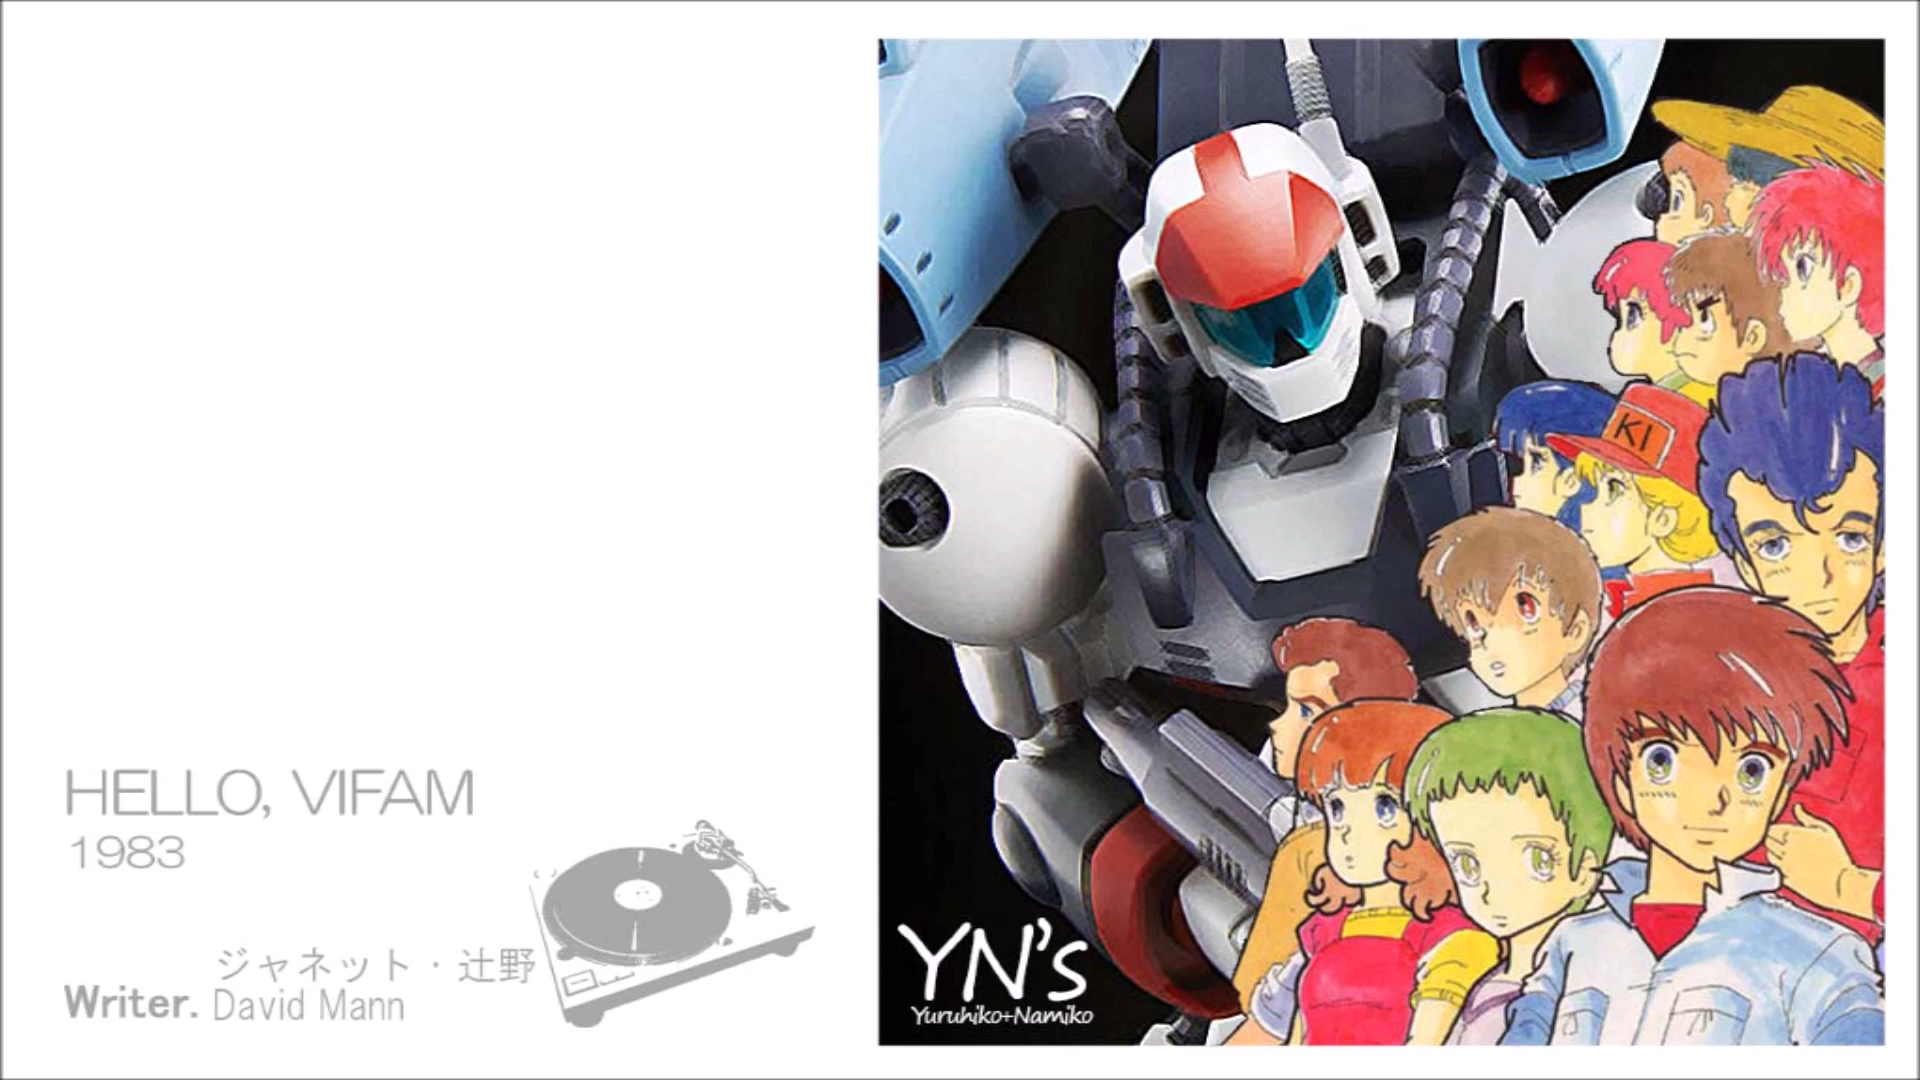 HELLO, VIFAM
1983
ジャネット・辻野
Writer. David Mann
KI
YN's
Yuruhiko+Namiko